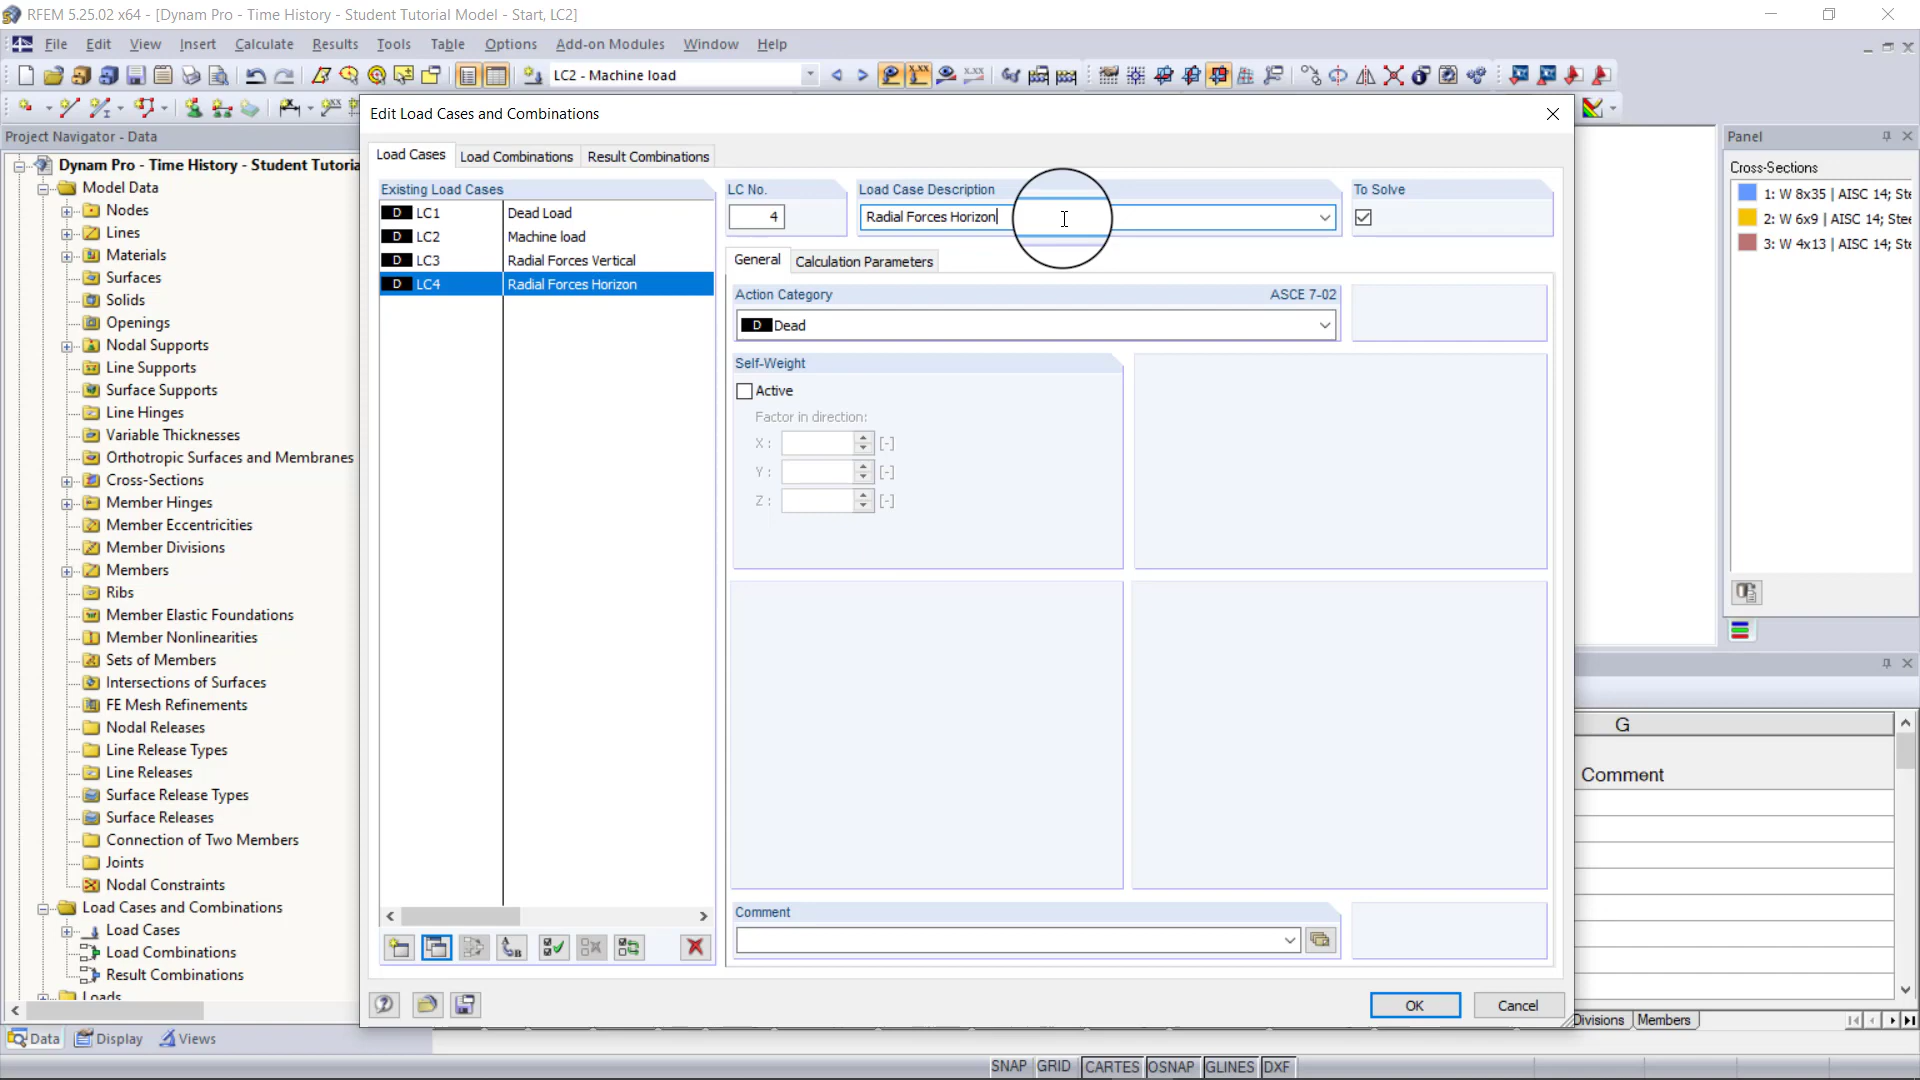 RFEM 5.25.02 x64 - [Dynam Pro - Time History - Student Tutorial Model - Start, LC2]
File Edit View Insert Calculate Results Tools Table Options Add-on Modules Window Help
LC2 - Machine load
Project Navigator - Data
Dynam Pro - Time History - Student Tutoria
Model Data
Nodes
Lines
Materials
Surfaces
Solids
Openings
Nodal Supports
Line Supports
Surface Supports
Line Hinges
Variable Thicknesses
Orthotropic Surfaces and Membranes
Cross-Sections
Member Hinges
Member Eccentricities
Member Divisions
Members
Ribs
Member Elastic Foundations
Member Nonlinearities
Sets of Members
Intersections of Surfaces
FE Mesh Refinements
Nodal Releases
Line Release Types
Line Releases
Surface Release Types
Surface Releases
Connection of Two Members
Joints
Nodal Constraints
Load Cases and Combinations
Load Cases
Load Combinations
Result Combinations
Loads
Data Display Views
Edit Load Cases and Combinations
Load Cases Load Combinations Result Combinations
Existing Load Cases
D LC1 Dead Load
D LC2 Machine load
D LC3 Radial Forces Vertical
D LC4 Radial Forces Horizon
LC No.
4
Load Case Description
Radial Forces Horizon
To Solve
General Calculation Parameters
Action Category ASCE 7-02
D Dead
Self-Weight
Active
Factor in direction:
X : [-]
Y : [-]
Z : [-]
Comment
OK Cancel
Panel
Cross-Sections
1: W 8x35 | AISC 14; Ste
2: W 6x9 | AISC 14; Stee
3: W 4x13 | AISC 14; Ste
G
Comment
Divisions Members
SNAP GRID CARTES OSNAP GLINES DXF